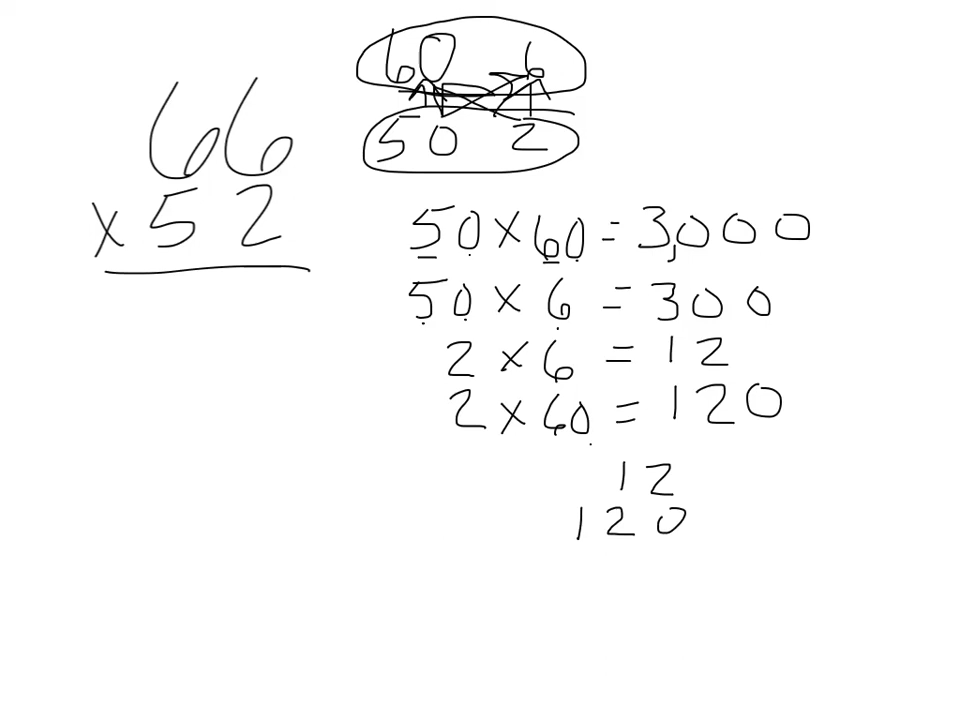 66
x 52
60 6
50 2
50 x 60 = 3,000
50 x 6 = 300
2 x 6 = 12
2 x 60 = 120
12
120